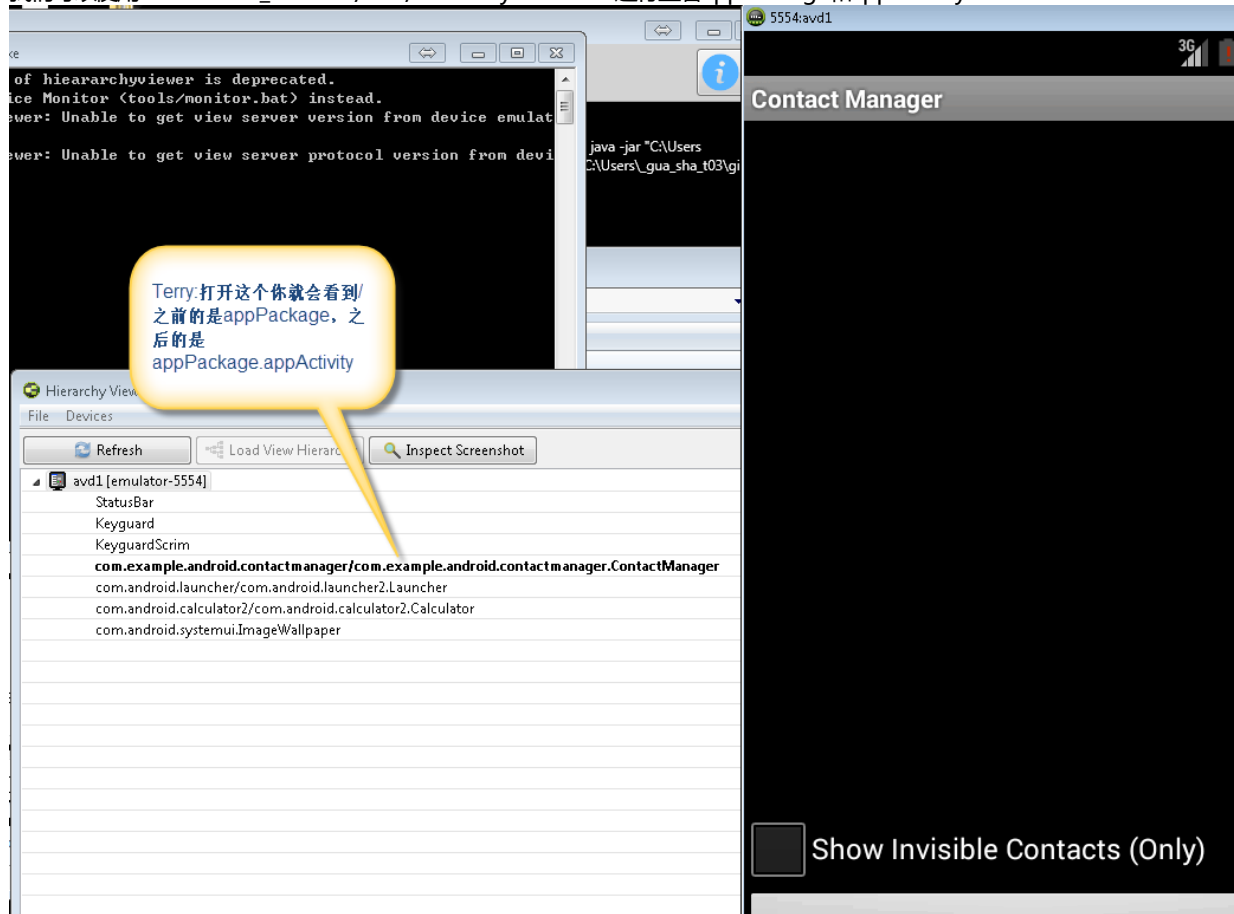 5554:avd1
of hieararchyviewer is deprecated.
ice Monitor (tools/monitor.bat) instead.
ewer: Unable to get view server version from device emulat
ewer: Unable to get view server protocol version from devi
java -jar "C:\Users
C:\Users\_gua_sha_t03\gi
3G
Contact Manager
Terry:打开这个你就会看到/
之前的是appPackage，之
后的是
appPackage.appActivity
Hierarchy View
File Devices
Refresh
Load View Hierarc
Inspect Screenshot
avd1 [emulator-5554]
StatusBar
Keyguard
KeyguardScrim
com.example.android.contactmanager/com.example.android.contactmanager.ContactManager
com.android.launcher/com.android.launcher2.Launcher
com.android.calculator2/com.android.calculator2.Calculator
com.android.systemui.ImageWallpaper
Show Invisible Contacts (Only)